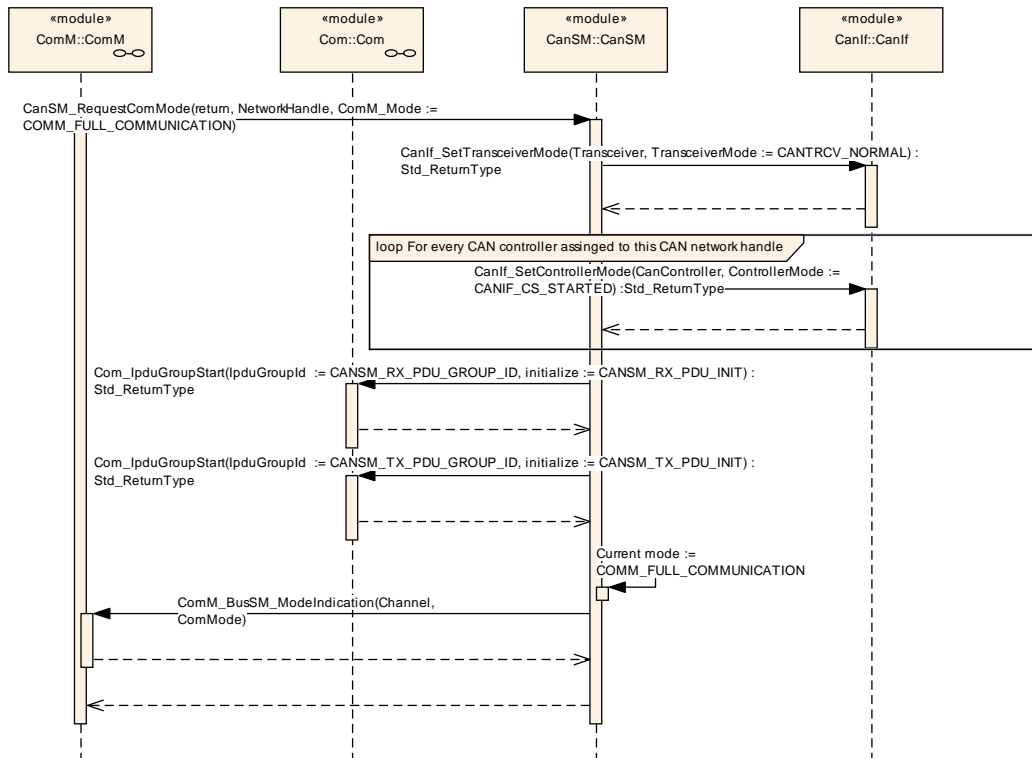 «module»
ComM::ComM
«module»
Com::Com
«module»
CanSM::CanSM
«module»
CanIf::CanIf
CanSM_RequestComMode(return, NetworkHandle, ComM_Mode :=
COMM_FULL_COMMUNICATION)
CanIf_SetTransceiverMode(Transceiver, TransceiverMode := CANTRCV_NORMAL) :
Std_ReturnType
loop For every CAN controller assinged to this CAN network handle
CanIf_SetControllerMode(CanController, ControllerMode :=
CANIF_CS_STARTED) :Std_ReturnType
Com_IpduGroupStart(IpduGroupId := CANSM_RX_PDU_GROUP_ID, initialize := CANSM_RX_PDU_INIT) :
Std_ReturnType
Com_IpduGroupStart(IpduGroupId := CANSM_TX_PDU_GROUP_ID, initialize := CANSM_TX_PDU_INIT) :
Std_ReturnType
Current mode :=
COMM_FULL_COMMUNICATION
ComM_BusSM_ModeIndication(Channel,
ComMode)